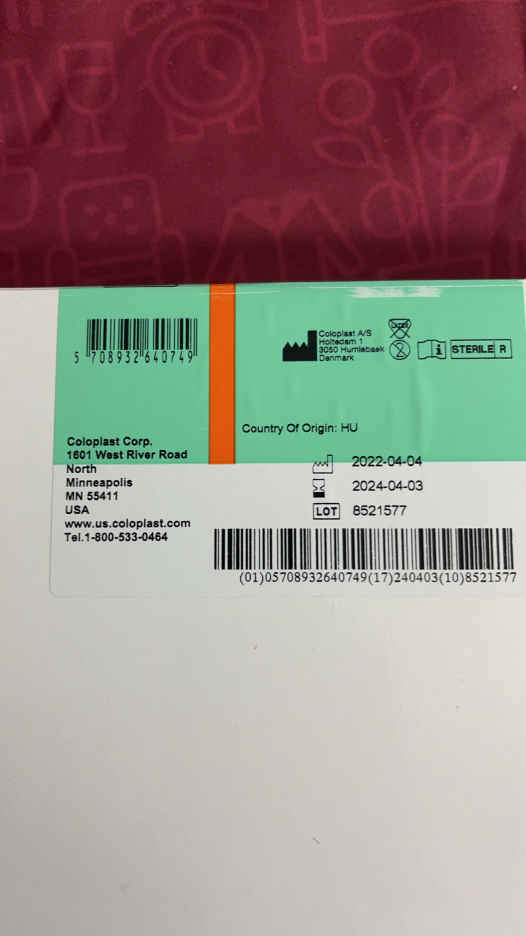 5 708932 640749
Coloplast A/S
Holtedam 1
3050 Humlebaek
Denmark
STERILE R
Country Of Origin: HU
Coloplast Corp.
1601 West River Road
North
Minneapolis
MN 55411
USA
www.us.coloplast.com
Tel.1-800-533-0464
2022-04-04
2024-04-03
LOT 8521577
(01)05708932640749(17)240403(10)8521577